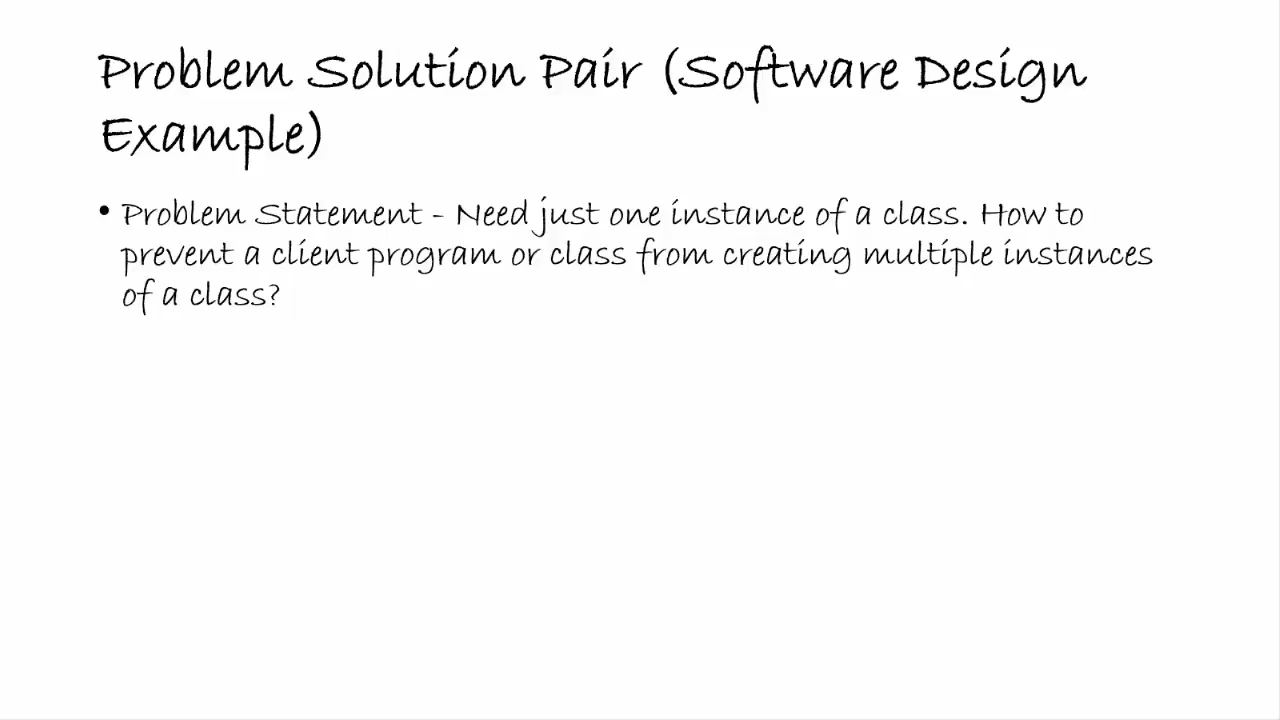 Problem Solution Pair (Software Design
Example)
• Problem Statement - Need just one instance of a class. How to
prevent a client program or class from creating multiple instances
of a class?